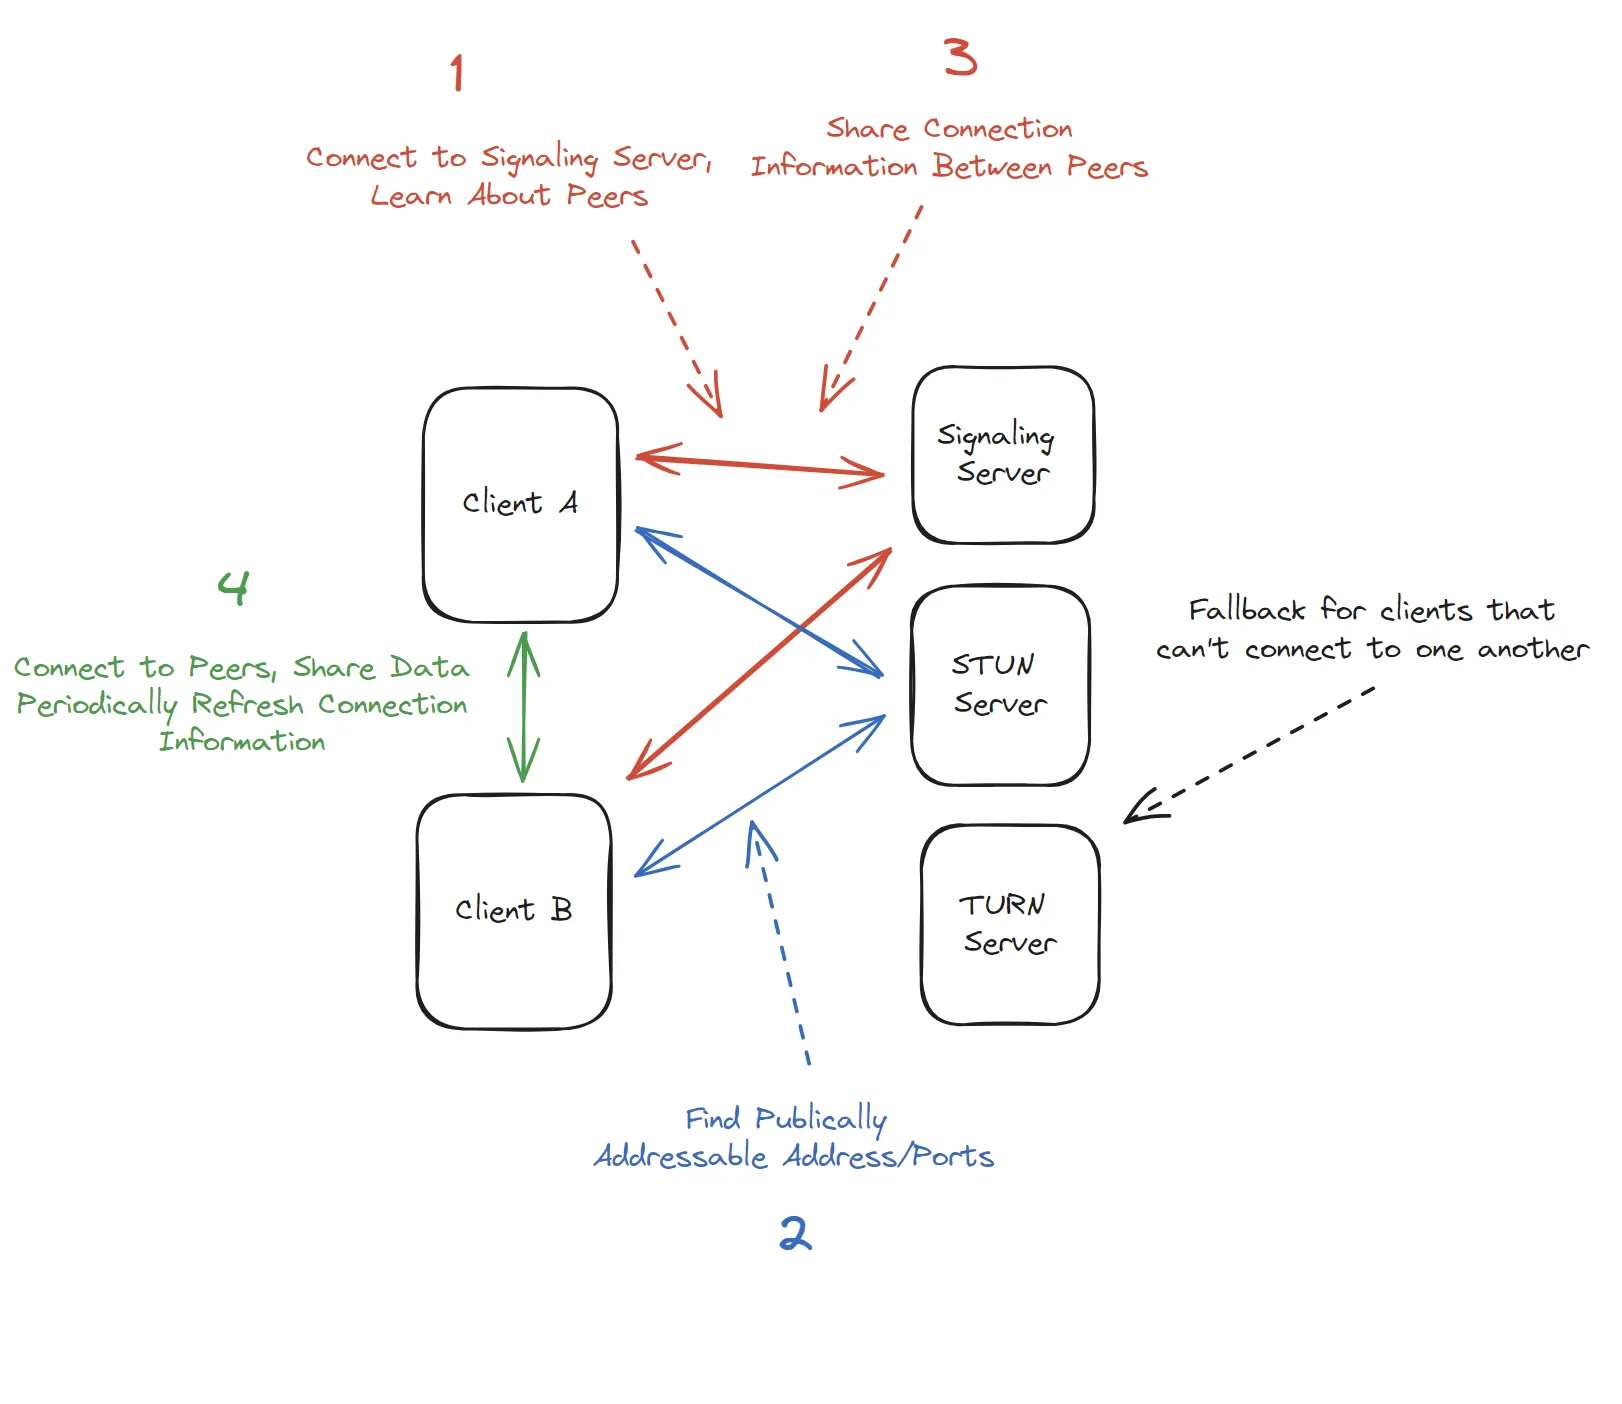 1
Connect to Signaling Server,
Learn About Peers
3
Share Connection
Information Between Peers
Signaling
Server
Client A
4
Connect to Peers, Share Data
Periodically Refresh Connection
Information
STUN
Server
Fallback for clients that
can't connect to one another
Client B
TURN
Server
Find Publically
Addressable Address/Ports
2